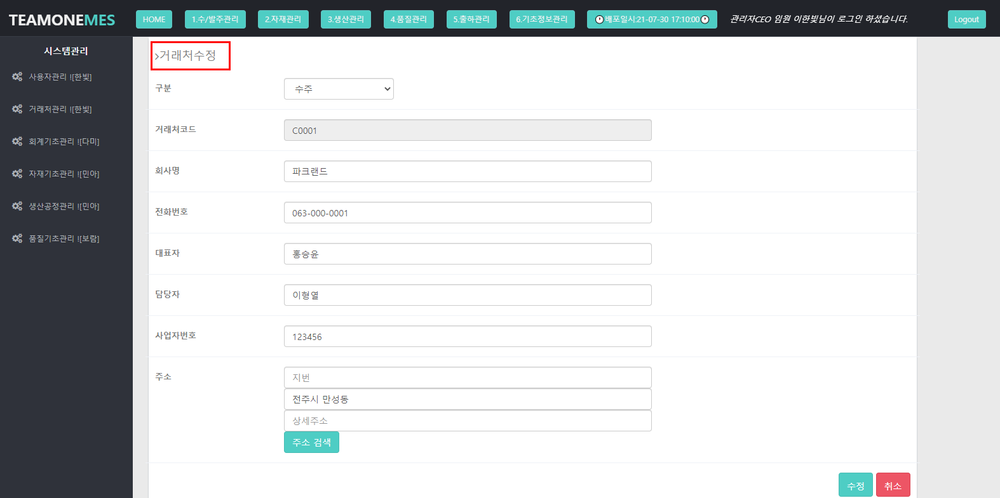 TEAMONEMES
HOME
1.수/발주관리
2.자재관리
3.생산관리
4.품질관리
5.출하관리
6.기초정보관리
배포일시:21-07-30 17:10:00
관리자CEO 임원 이한빛님이 로그인 하셨습니다.
Logout
시스템관리
사용자관리 ![한빛]
거래처관리 ![한빛]
회계기초관리 ![다미]
자재기초관리 ![민아]
생산공정관리 ![민아]
품질기초관리 ![보람]
>거래처수정
구분
수주
거래처코드
C0001
회사명
파크랜드
전화번호
063-000-0001
대표자
홍승윤
담당자
이형열
사업자번호
123456
주소
지번
전주시 만성동
상세주소
주소 검색
수정
취소